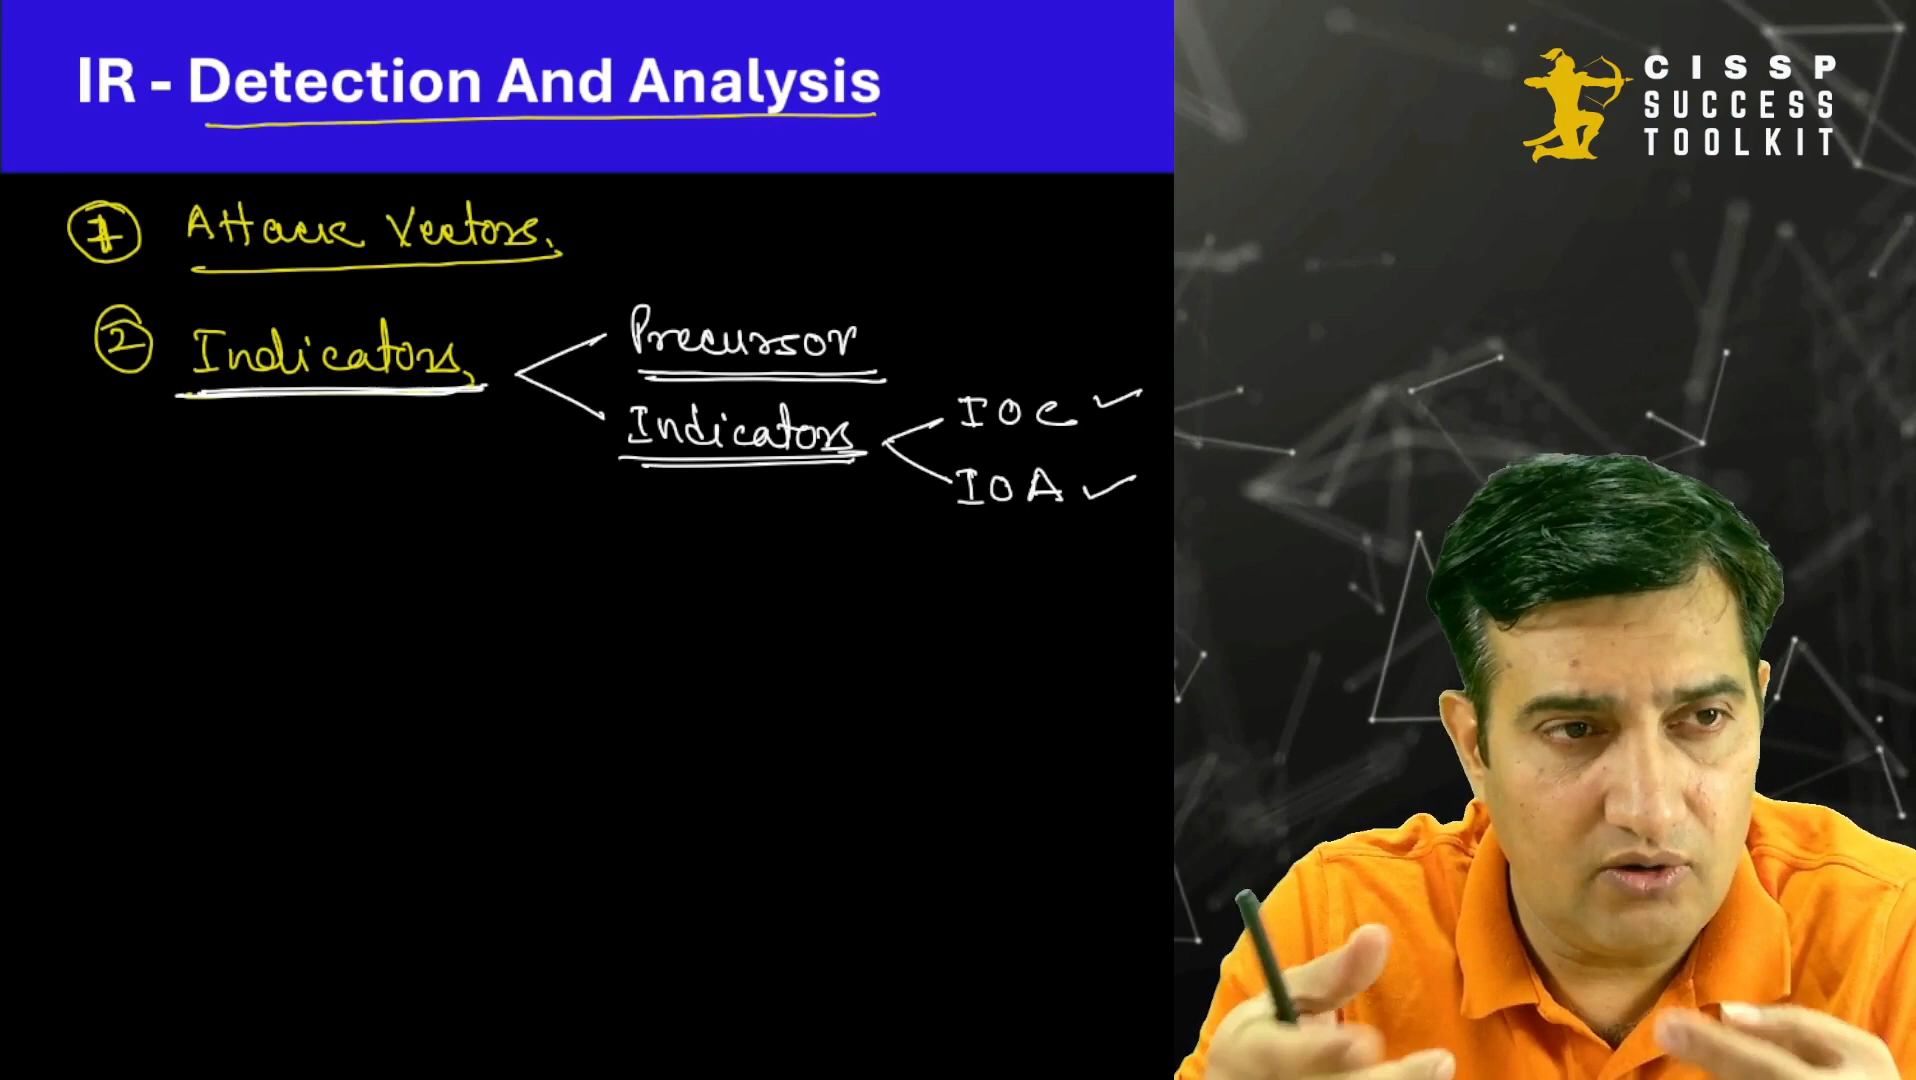 IR - Detection And Analysis
CISSP
SUCCESS
TOOLKIT
1 Attack Vectors.
2 Indicators,
Precursor
Indicators
IOC ✓
IOA ✓